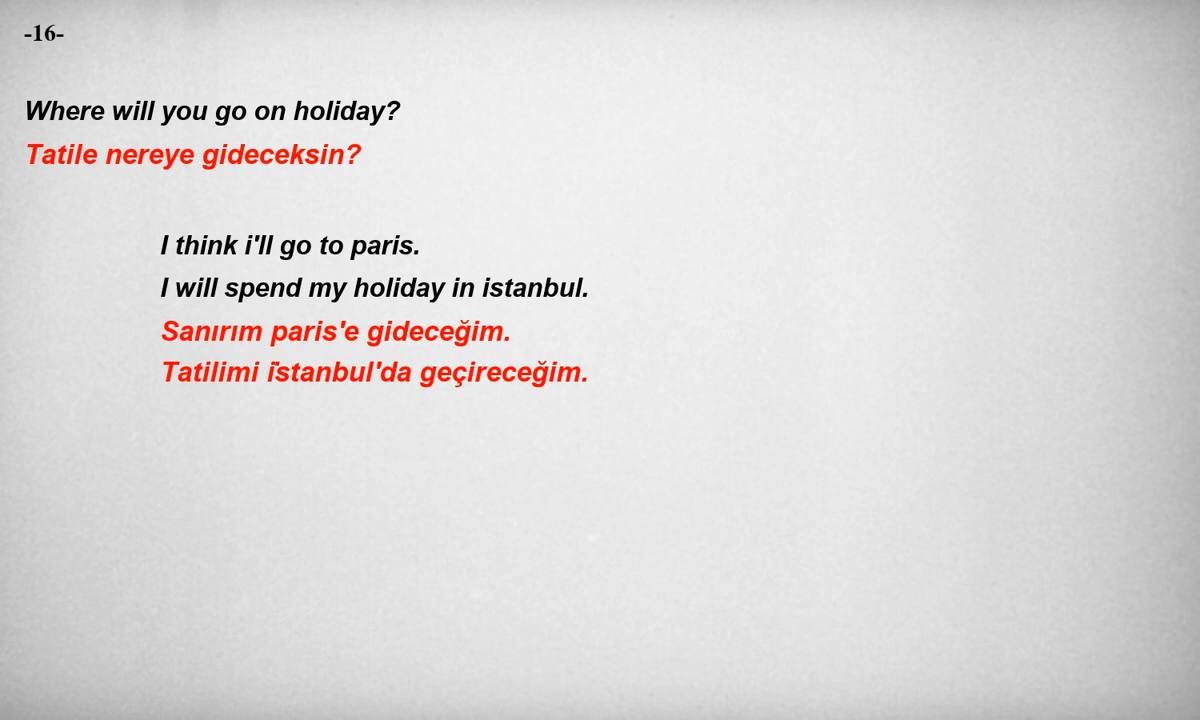 -16-
Where will you go on holiday?
Tatile nereye gideceksin?
I think i'll go to paris.
I will spend my holiday in istanbul.
Sanırım paris'e gideceğim.
Tatilimi i̇stanbul'da geçireceğim.